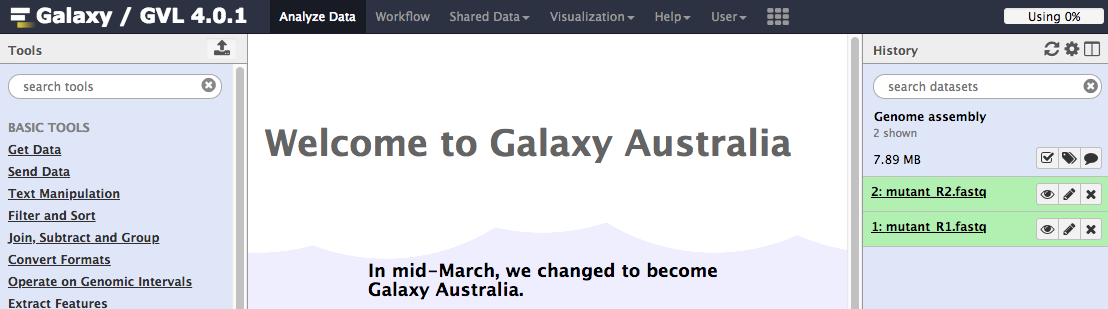 Galaxy / GVL 4.0.1
Analyze Data
Workflow
Shared Data
Visualization
Help
User
Using 0%
Tools
search tools
BASIC TOOLS
Get Data
Send Data
Text Manipulation
Filter and Sort
Join, Subtract and Group
Convert Formats
Operate on Genomic Intervals
Extract Features
Welcome to Galaxy Australia
In mid-March, we changed to become
Galaxy Australia.
History
search datasets
Genome assembly
2 shown
7.89 MB
2: mutant_R2.fastq
1: mutant_R1.fastq